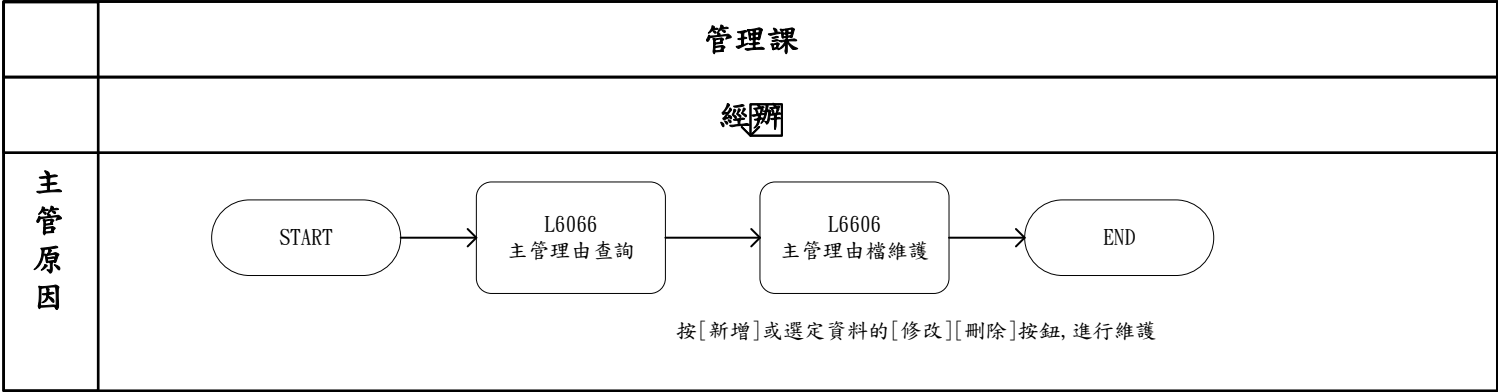 管理課
經辦
主管原因
START
L6066
主管理由查詢
L6606
主管理由檔維護
END
按[新增]或選定資料的[修改][刪除]按鈕,進行維護